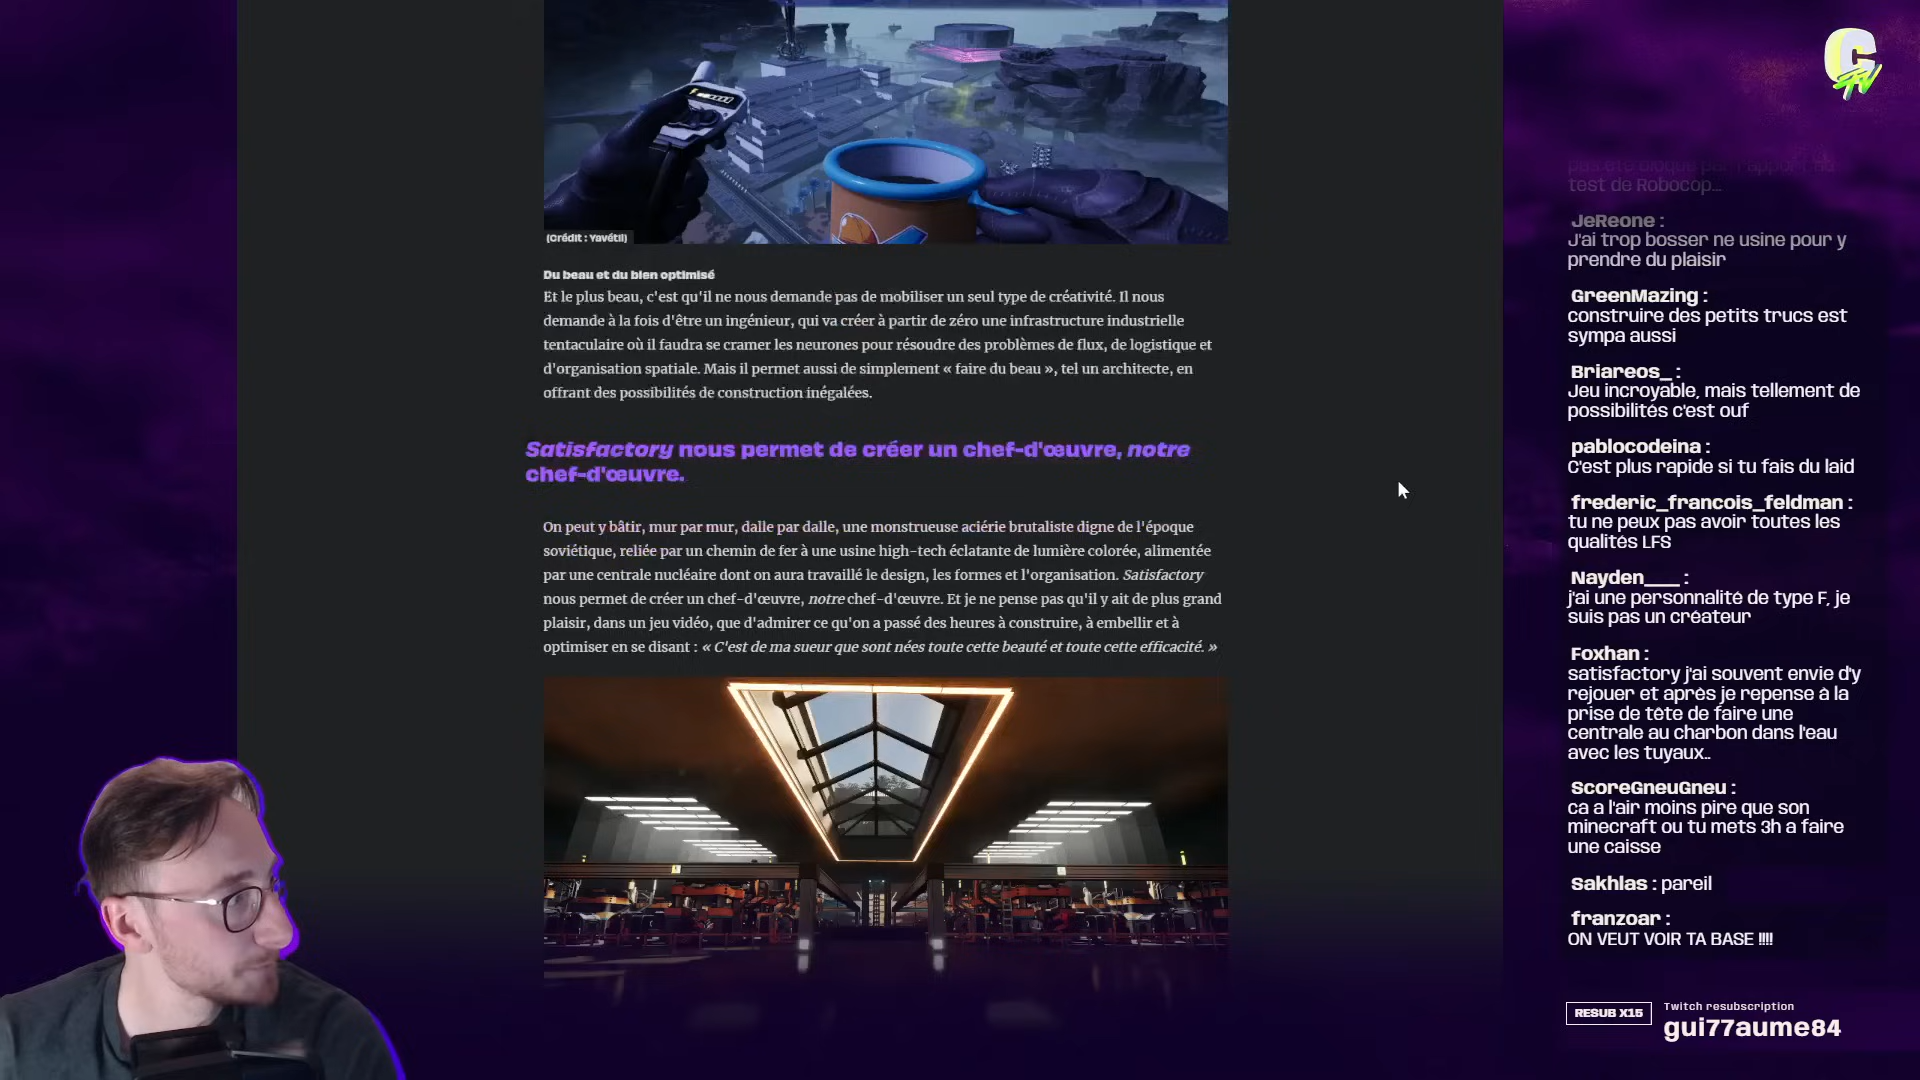 (Crédit : Yavétil)
Du beau et du bien optimisé
Et le plus beau, c'est qu'il ne nous demande pas de mobiliser un seul type de créativité. Il nous
demande à la fois d'être un ingénieur, qui va créer à partir de zéro une infrastructure industrielle
tentaculaire où il faudra se cramer les neurones pour résoudre des problèmes de flux, de logistique et
d'organisation spatiale. Mais il permet aussi de simplement « faire du beau », tel un architecte, en
offrant des possibilités de construction inégalées.
Satisfactory nous permet de créer un chef-d'œuvre, notre
chef-d'œuvre.
On peut y bâtir, mur par mur, dalle par dalle, une monstrueuse aciérie brutaliste digne de l'époque
soviétique, reliée par un chemin de fer à une usine high-tech éclatante de lumière colorée, alimentée
par une centrale nucléaire dont on aura travaillé le design, les formes et l'organisation. Satisfactory
nous permet de créer un chef-d'œuvre, notre chef-d'œuvre. Et je ne pense pas qu'il y ait de plus grand
plaisir, dans un jeu vidéo, que d'admirer ce qu'on a passé des heures à construire, à embellir et à
optimiser en se disant : « C'est de ma sueur que sont nées toute cette beauté et toute cette efficacité. »
C TV
test de Robocop...
JeReone :
J'ai trop bosser ne usine pour y
prendre du plaisir
GreenMazing :
construire des petits trucs est
sympa aussi
Briareos_ :
Jeu incroyable, mais tellement de
possibilités c'est ouf
pablocodeina :
C'est plus rapide si tu fais du laid
frederic_francois_feldman :
tu ne peux pas avoir toutes les
qualités LFS
Nayden___ :
j'ai une personnalité de type F, je
suis pas un créateur
Foxhan :
satisfactory j'ai souvent envie d'y
rejouer et après je repense à la
prise de tête de faire une
centrale au charbon dans l'eau
avec les tuyaux..
ScoreGneuGneu :
ca a l'air moins pire que son
minecraft ou tu mets 3h a faire
une caisse
Sakhlas : pareil
franzoar :
ON VEUT VOIR TA BASE !!!!
RESUB X15
Twitch resubscription
gui77aume84